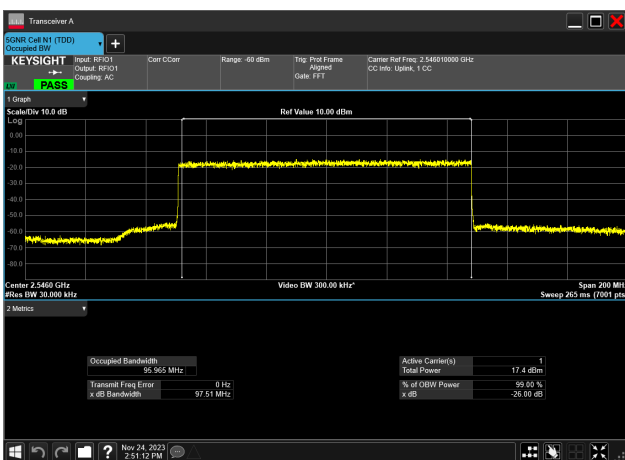 Transceiver A
5GNR Cell N1 (TDD)
Occupied BW
KEYSIGHT
Input: RFIO1
Output: RFIO1
Coupling: AC
Corr CCorr
Range: -60 dBm
Trig: Prot Frame
Aligned
Gate: FFT
Carrier Ref Freq: 2.546010000 GHz
CC Info: Uplink, 1 CC
PASS
1 Graph
Scale/Div 10.0 dB
Ref Value 10.00 dBm
Log
0.00
-10.0
-20.0
-30.0
-40.0
-50.0
-60.0
-70.0
-80.0
Center 2.5460 GHz
Video BW 300.00 kHz*
Span 200 MH
#Res BW 30.000 kHz
Sweep 265 ms (7001 pts
2 Metrics
Occupied Bandwidth
95.965 MHz
Active Carrier(s) 1
Total Power 17.4 dBm
Transmit Freq Error 0 Hz
x dB Bandwidth 97.51 MHz
% of OBW Power 99.00 %
x dB -26.00 dB
?
Nov 24, 2023
2:51:12 PM